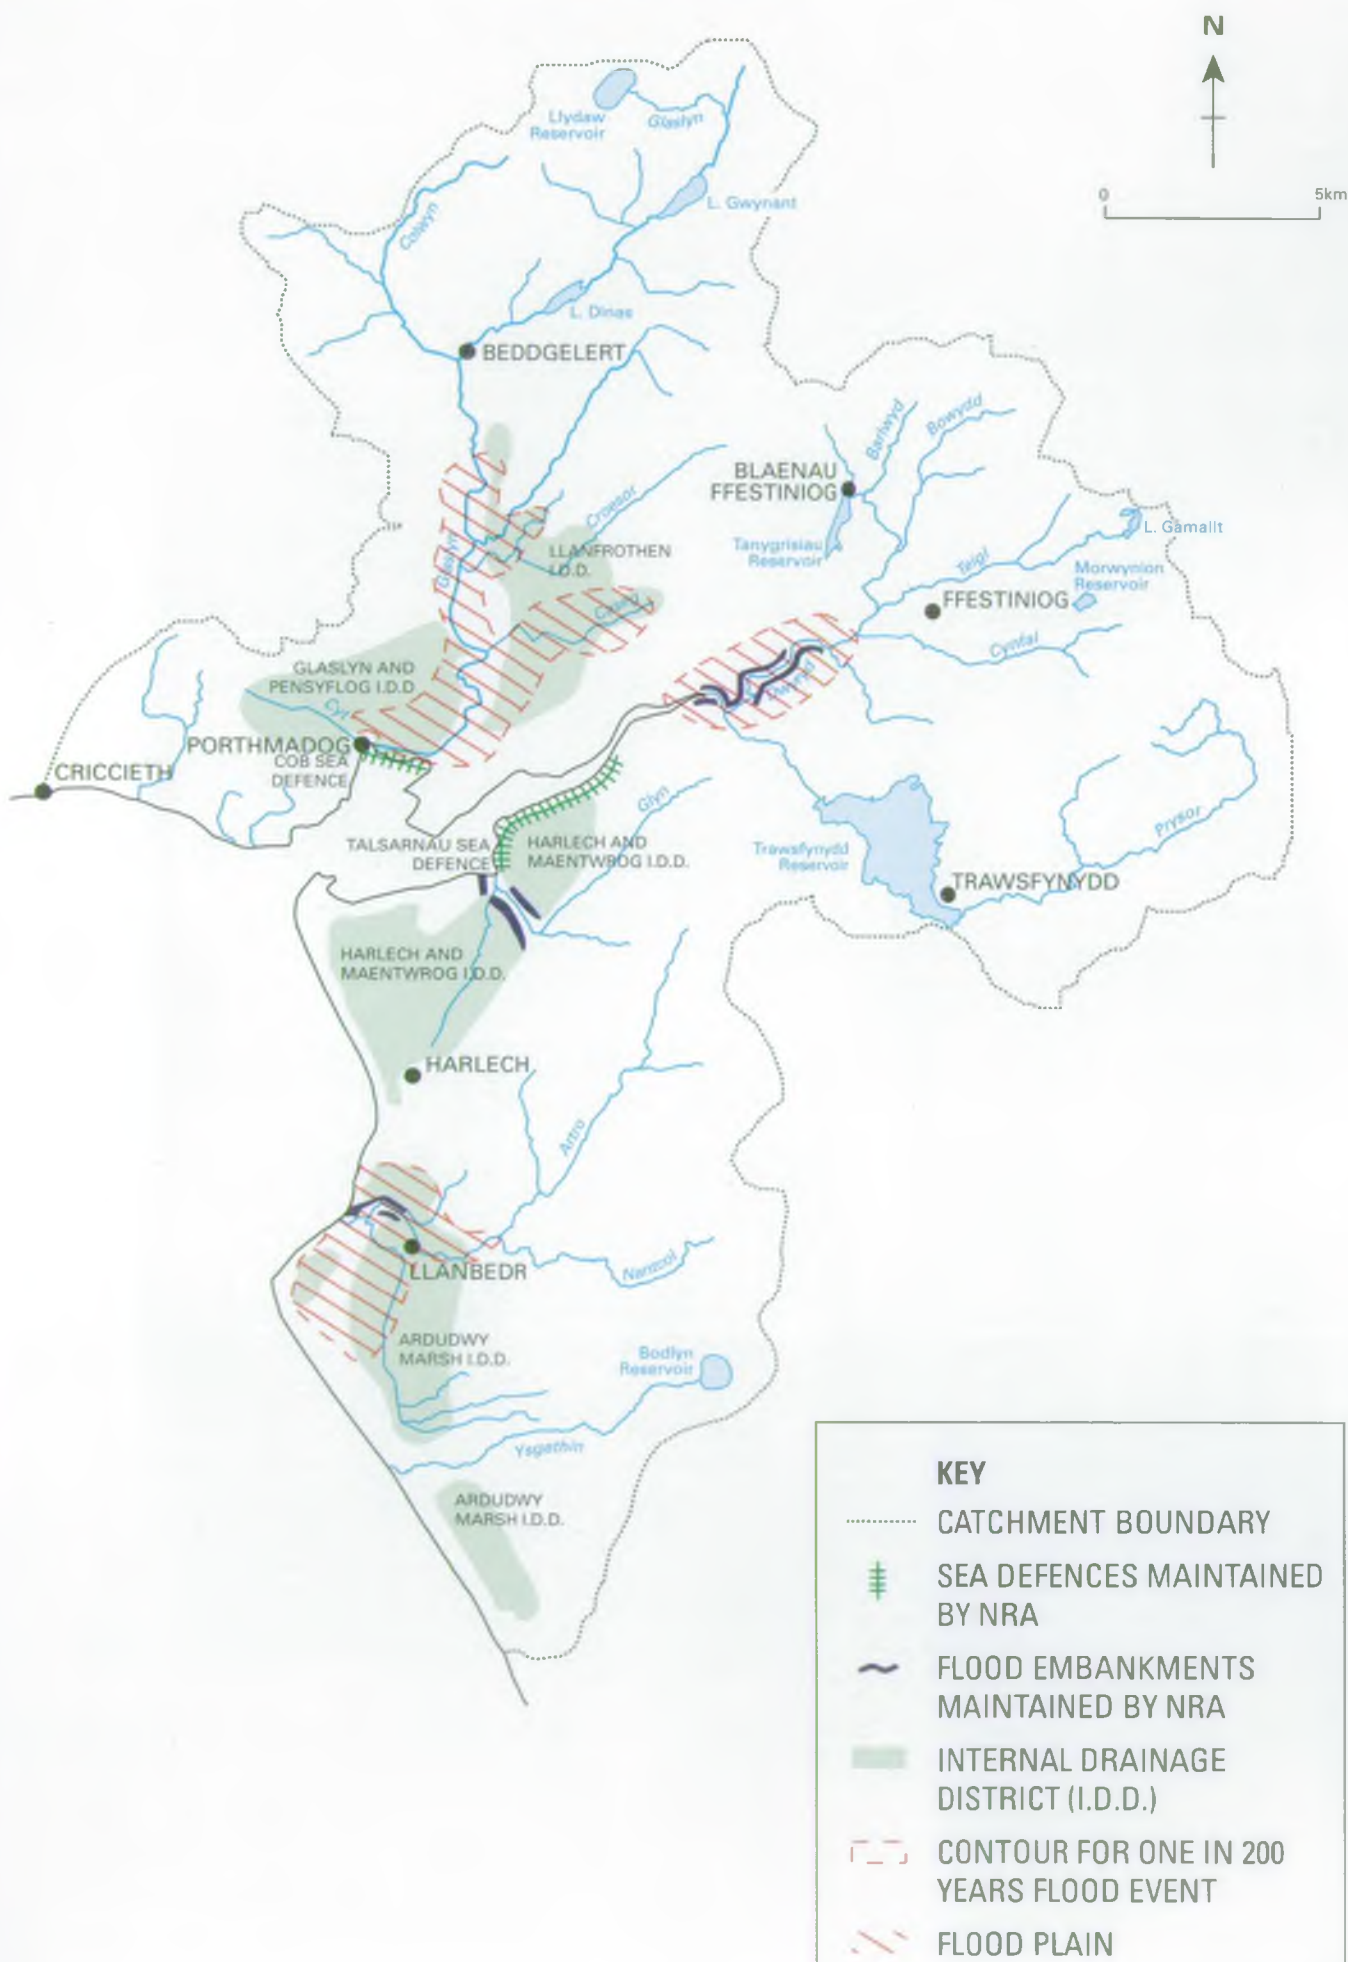 N
0 5km
Llydaw
Reservoir
Glaslyn
L. Gwynant
Colwyn
L. Dinas
BEDDGELERT
Barlwyd
Bowydd
BLAENAU
FFESTINIOG
Croesor
L. Gamallt
Tanygrisiau
Reservoir
LLANFROTHEN
I.D.D.
Glaslyn
Teigl
Morwynion
Reservoir
FFESTINIOG
Caseg
Cynfal
GLASLYN AND
PENSYFLOG I.D.D
Dwyryd
Cyt
PORTHMADOG
COB SEA
DEFENCE
CRICCIETH
Glyn
Prysor
TALSARNAU SEA
DEFENCE
HARLECH AND
MAENTWROG I.D.D.
Trawsfynydd
Reservoir
TRAWSFYNYDD
HARLECH AND
MAENTWROG I.D.D.
HARLECH
Artro
LLANBEDR
Nantcol
ARDUDWY
MARSH I.D.D.
Bodlyn
Reservoir
Ysgethin
ARDUDWY
MARSH I.D.D.
KEY
CATCHMENT BOUNDARY
SEA DEFENCES MAINTAINED
BY NRA
FLOOD EMBANKMENTS
MAINTAINED BY NRA
INTERNAL DRAINAGE
DISTRICT (I.D.D.)
CONTOUR FOR ONE IN 200
YEARS FLOOD EVENT
FLOOD PLAIN